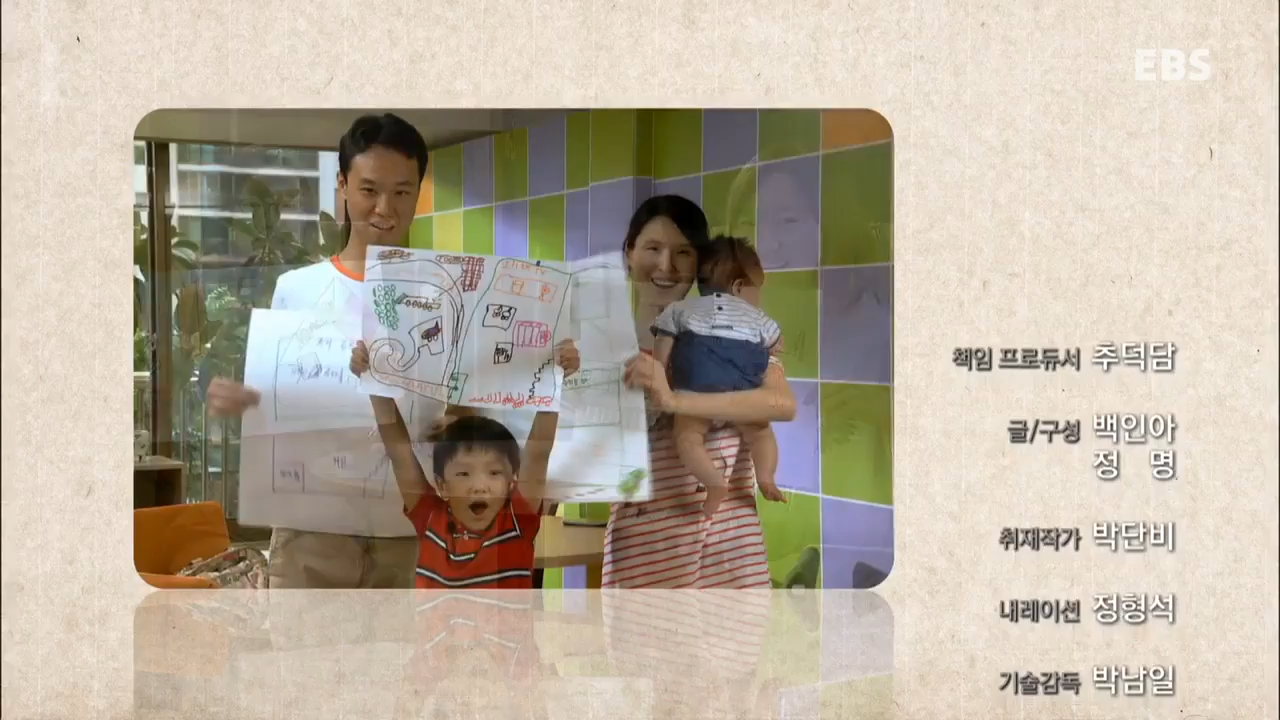 EBS
책임 프로듀서 추덕담
글/구성 백인아
정 명
취재작가 박단비
내레이션 정형석
기술감독 박남일